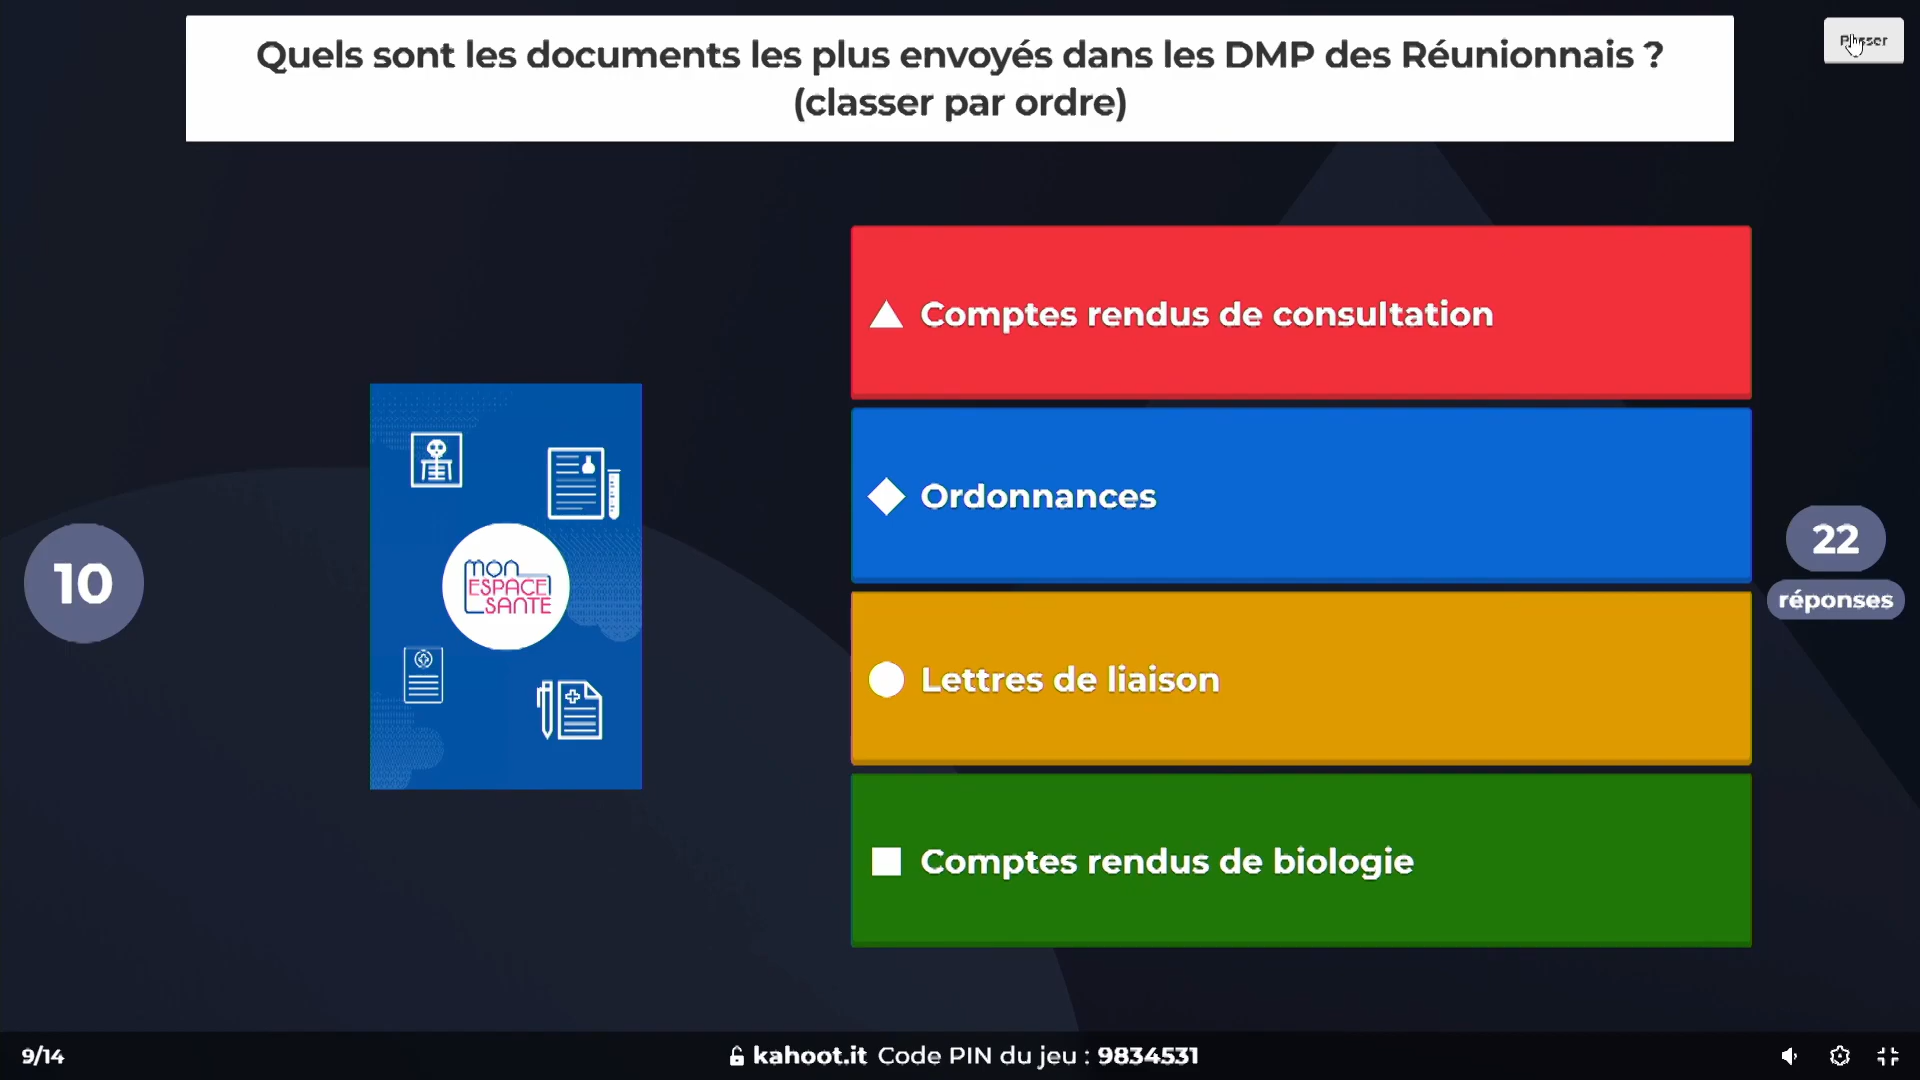 Quels sont les documents les plus envoyés dans les DMP des Réunionnais ?
(classer par ordre)
Passer
Comptes rendus de consultation
Ordonnances
Lettres de liaison
Comptes rendus de biologie
10
MON
ESPACE
SANTE
22
réponses
9/14
kahoot.it Code PIN du jeu : 9834531